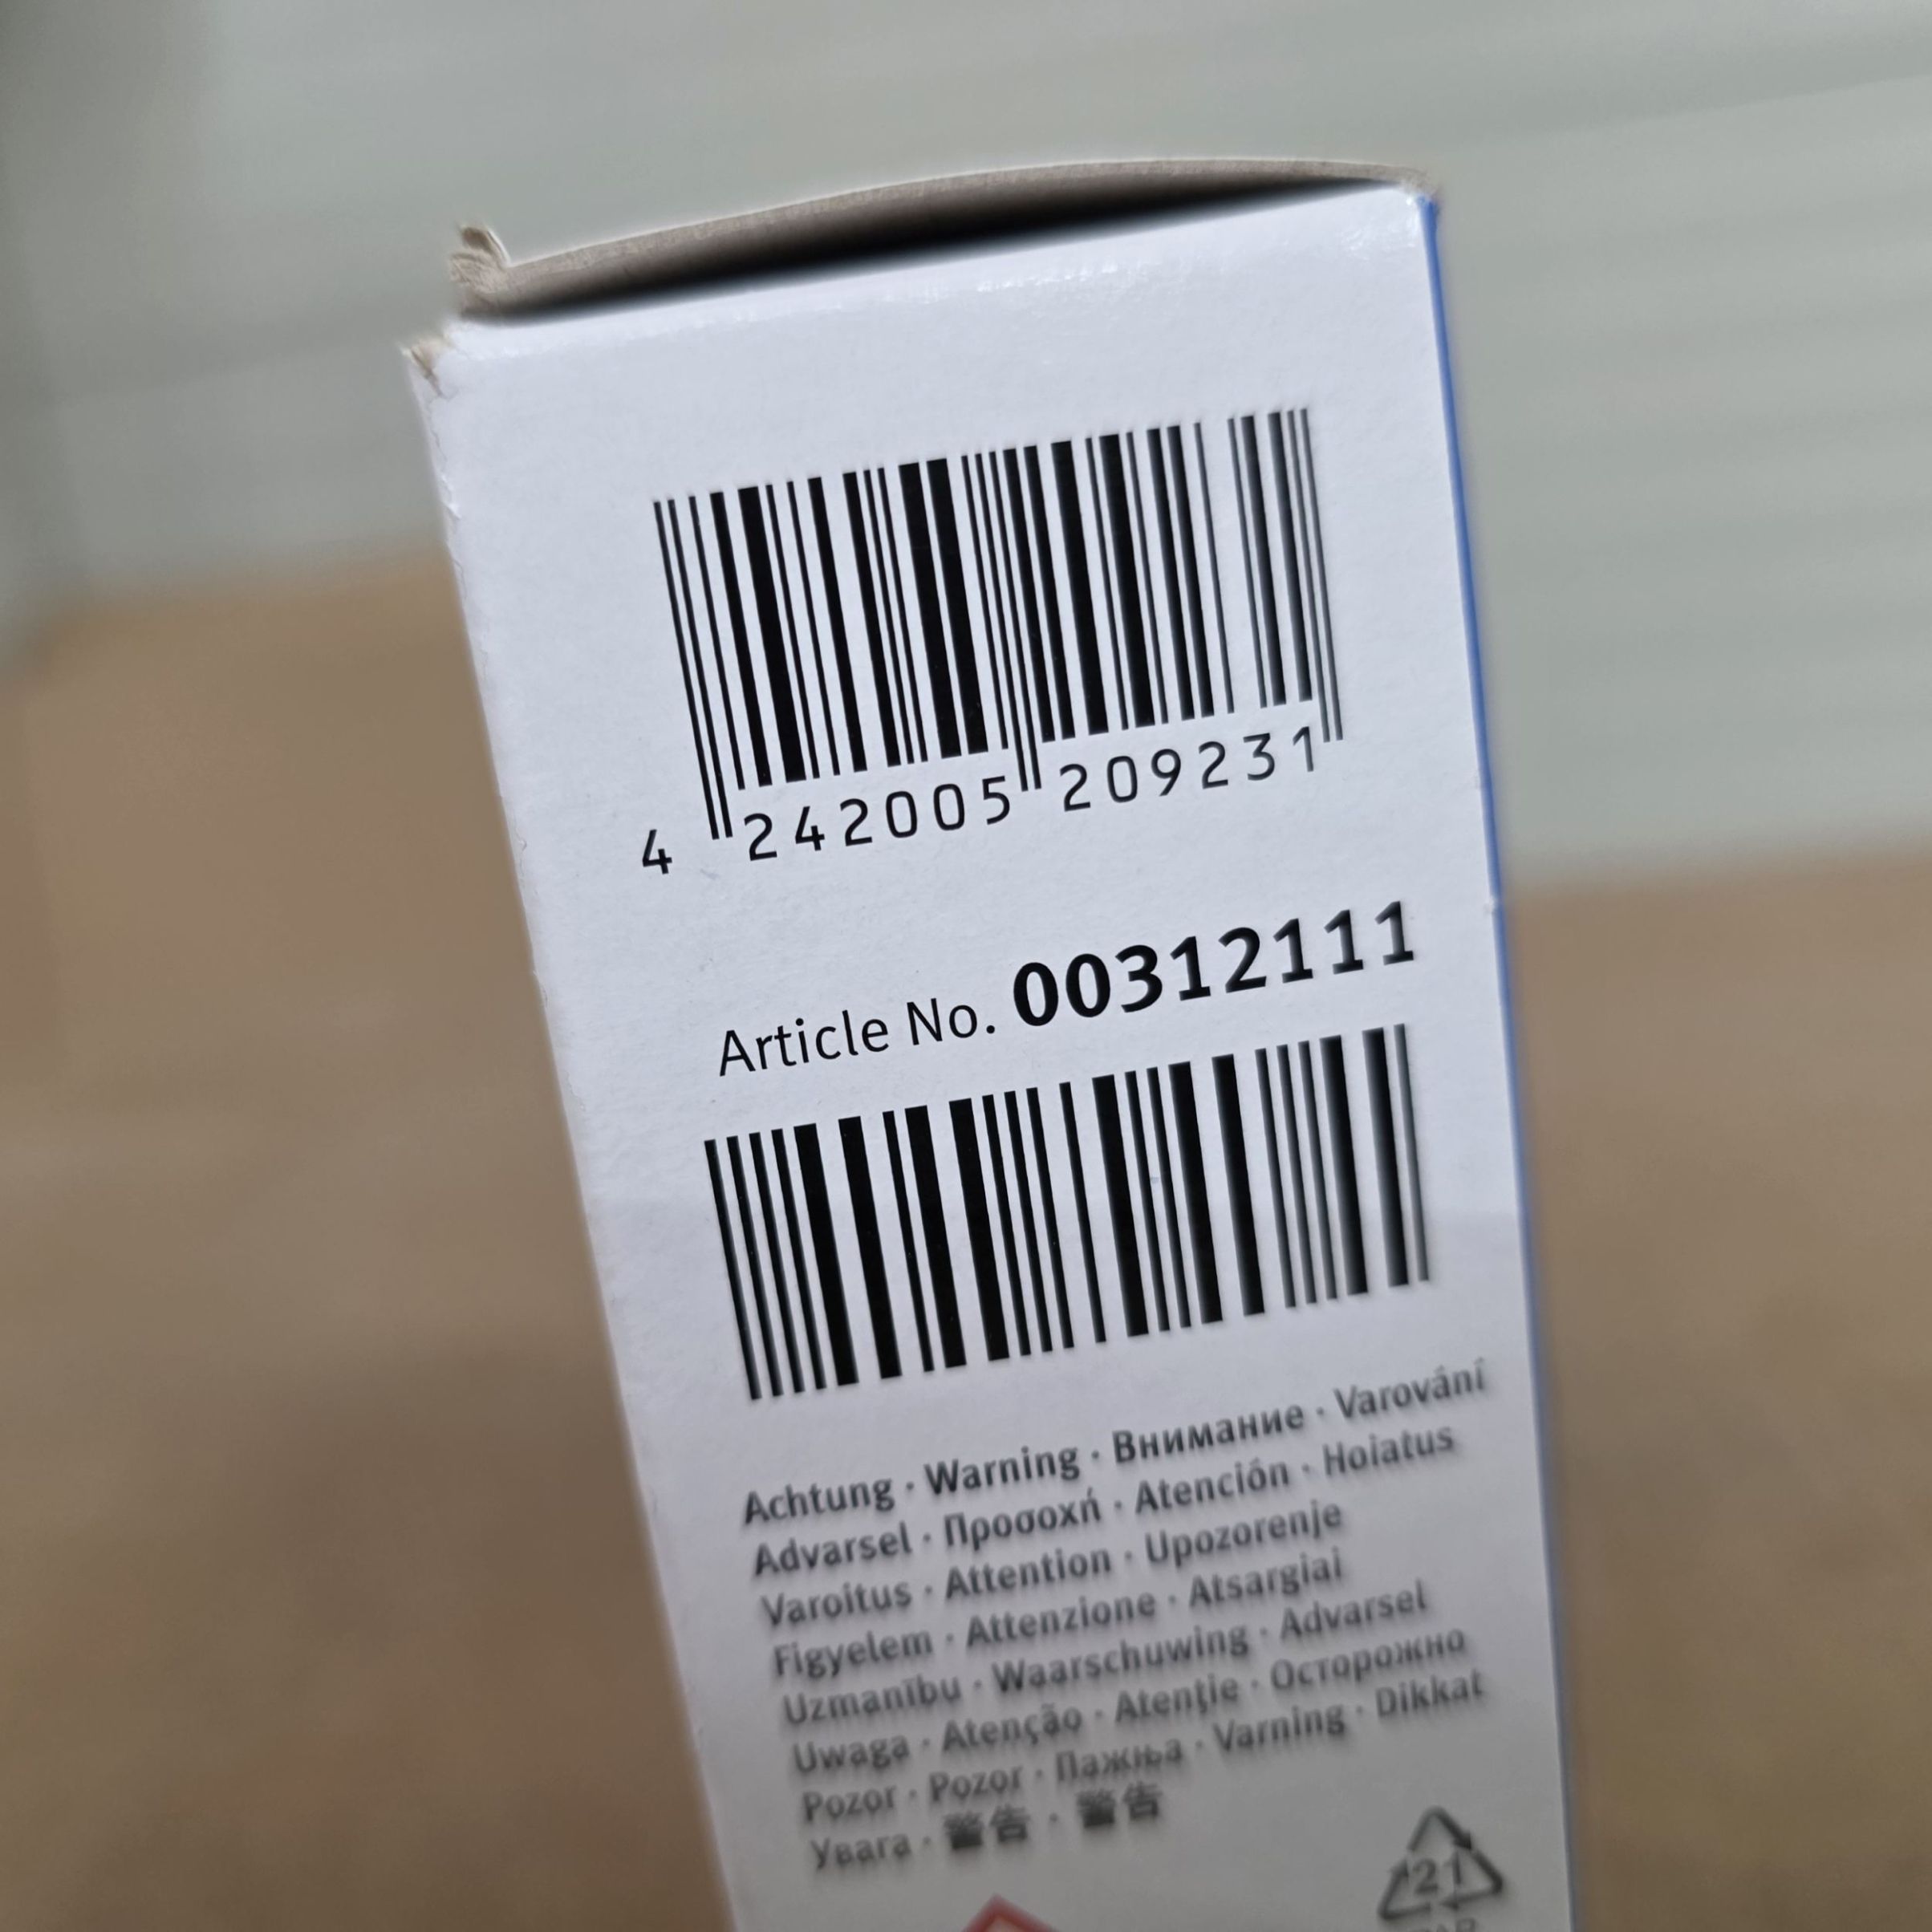 4 242005 209231
Article No. 00312111
Achtung · Warning · Внимание · Varování
Advarsel · Προσοχή · Atención · Hoiatus
Varoitus · Attention · Upozorenje
Figyelem · Attenzione · Atsargiai
Uzmanību · Waarschuwing · Advarsel
Uwaga · Atenção · Atenţie · Осторожно
Pozor · Pozor · Пажња · Varning · Dikkat
Увага · 警告 · 警告
21
PAP